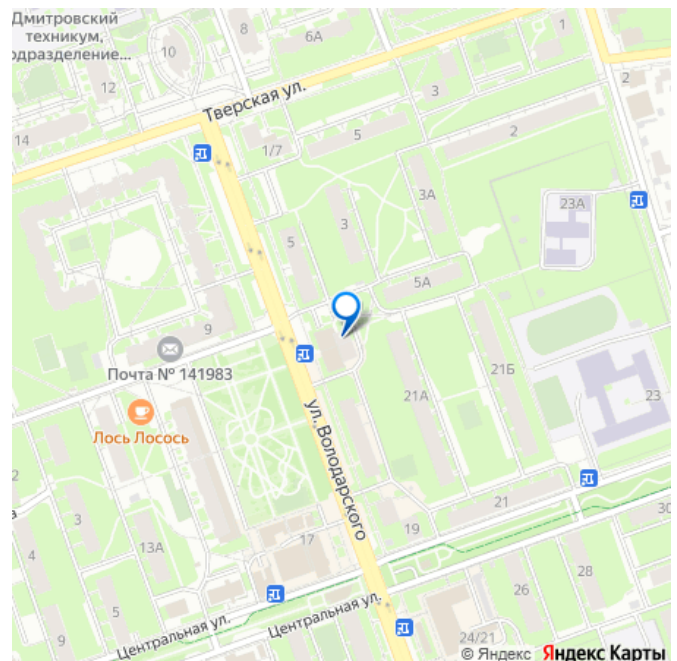 Дмитровский
техникум,
одразделение...
8
6А
1
10
12
2
3
Тверская ул.
14
1/7
5
2
3А
23А
3
5
5А
9
Почта № 141983
Лось Лосось
21А
21Б
23
ул. Володарского
2
а
3
4
13А
17
19
21
30
5
9
26
28
Центральная ул.
Центральная ул.
24/21
© Яндекс Яндекс Карты